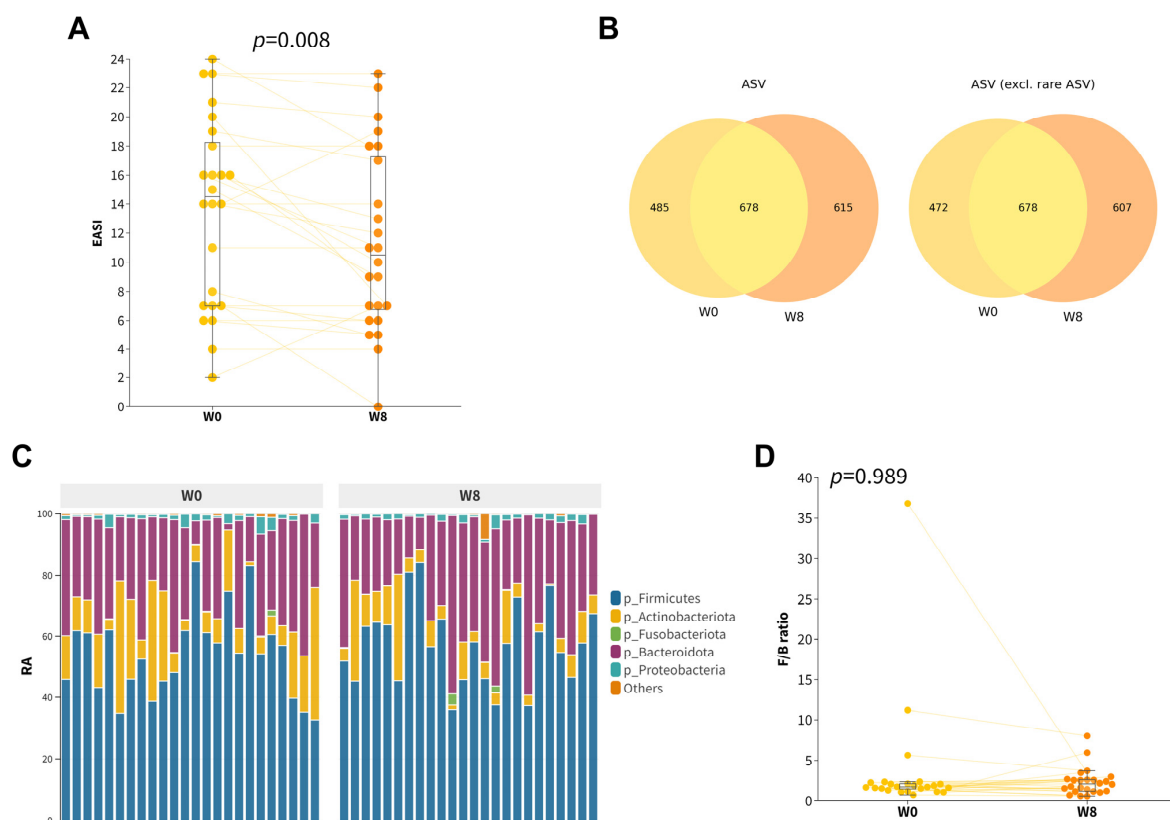 A
p=0.008
24
22
20
18
16
14
12
10
8
6
4
2
0
EASI
W0
W8
B
ASV
485
678
615
W0
W8
ASV (excl. rare ASV)
472
678
607
W0
W8
C
W0
W8
100
80
60
40
20
0
RA
p_Firmicutes
p_Actinobacteriota
p_Fusobacteriota
p_Bacteroidota
p_Proteobacteria
Others
D
p=0.989
40
35
30
25
20
15
10
5
0
F/B ratio
W0
W8